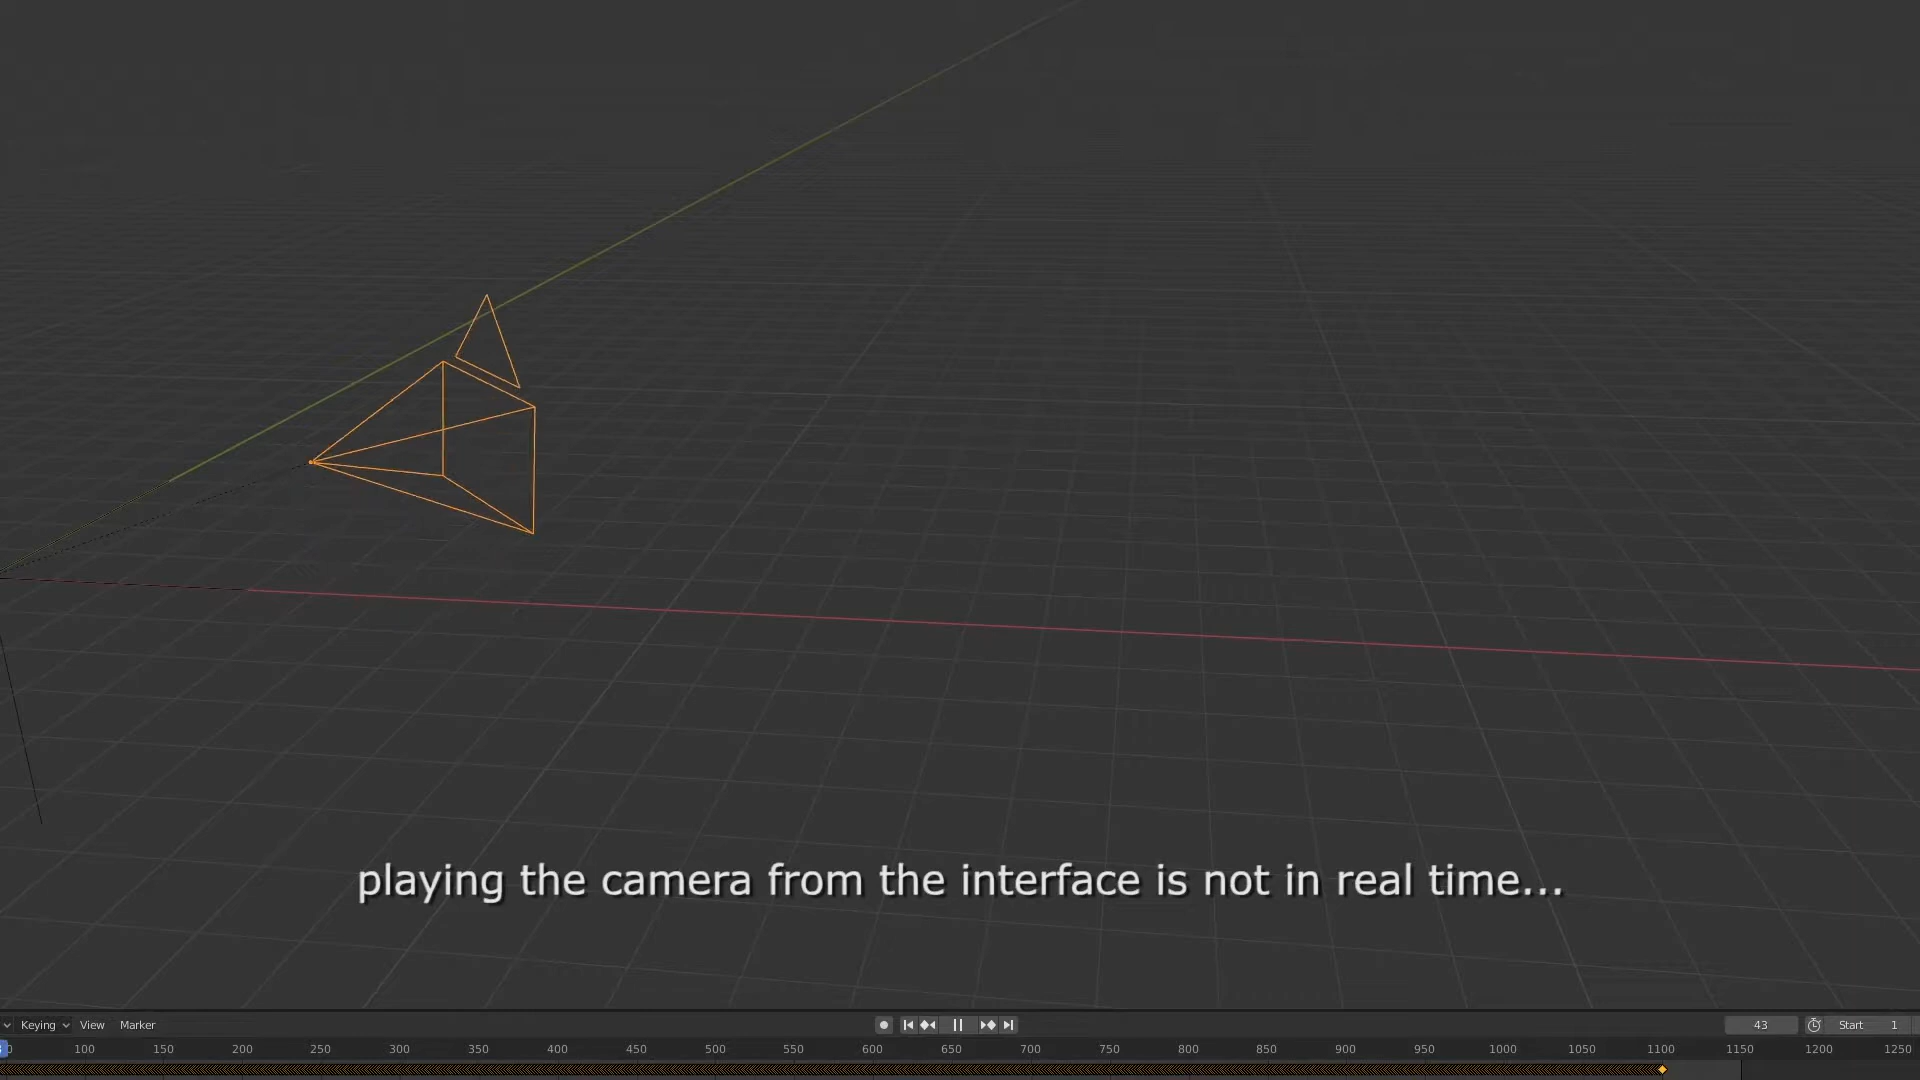 playing the camera from the interface is not in real time...
Keying View Marker 43 Start 1
100 150 200 250 300 350 400 450 500 550 600 650 700 750 800 850 900 950 1000 1050 1100 1150 1200 1250